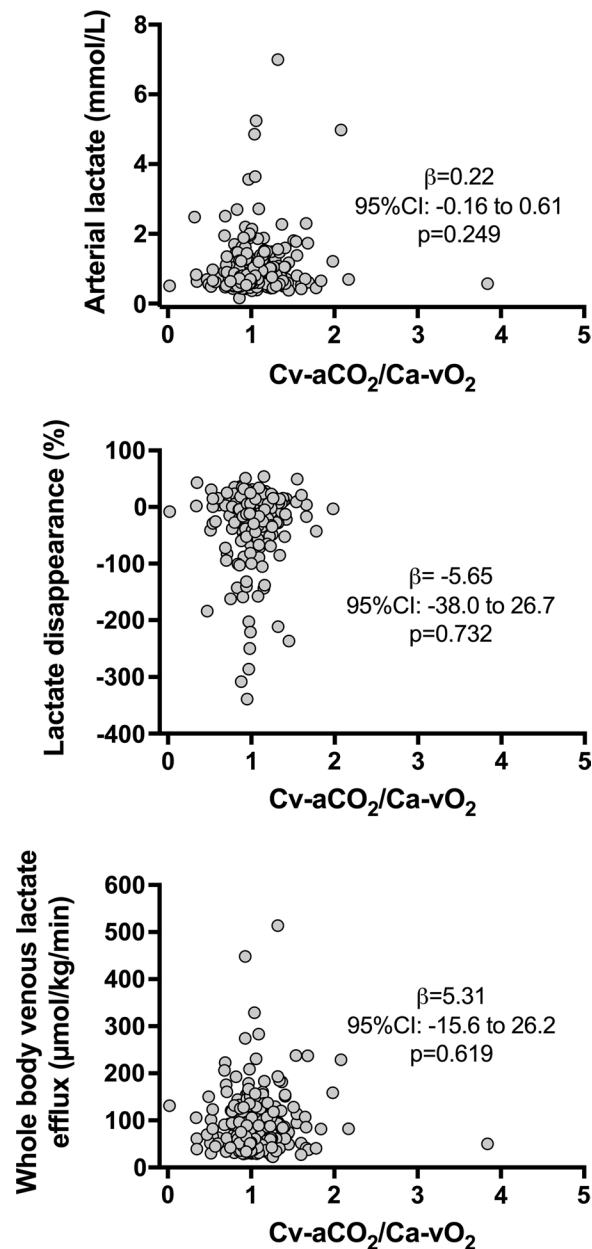 Arterial lactate (mmol/L)
8
6
4
2
0
β=0.22
95%CI: -0.16 to 0.61
p=0.249
0 1 2 3 4 5
Cv-aCO₂/Ca-vO₂
Lactate disappearance (%)
100
0
-100
-200
-300
-400
β= -5.65
95%CI: -38.0 to 26.7
p=0.732
0 1 2 3 4 5
Cv-aCO₂/Ca-vO₂
Whole body venous lactate
efflux (µmol/kg/min)
600
500
400
300
200
100
0
β=5.31
95%CI: -15.6 to 26.2
p=0.619
0 1 2 3 4 5
Cv-aCO₂/Ca-vO₂